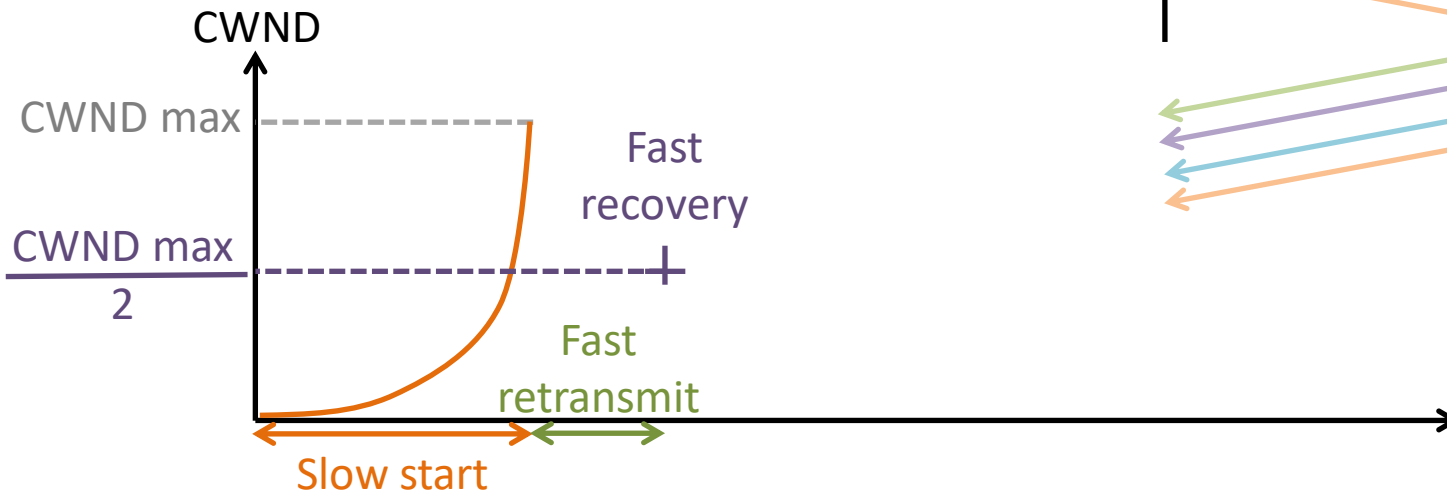 CWND
CWND max
Fast
recovery
CWND max
2
Fast
retransmit
Slow start